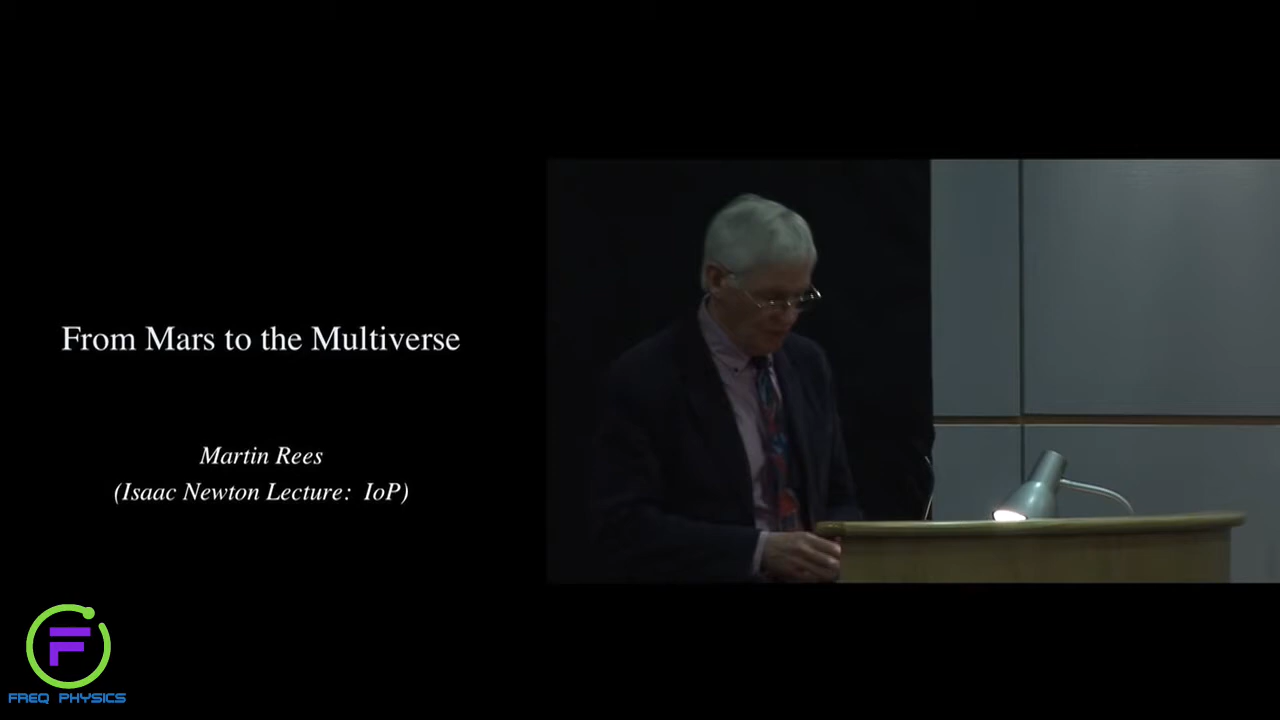 From Mars to the Multiverse
Martin Rees
(Isaac Newton Lecture: IoP)
F
FREQ PHYSICS